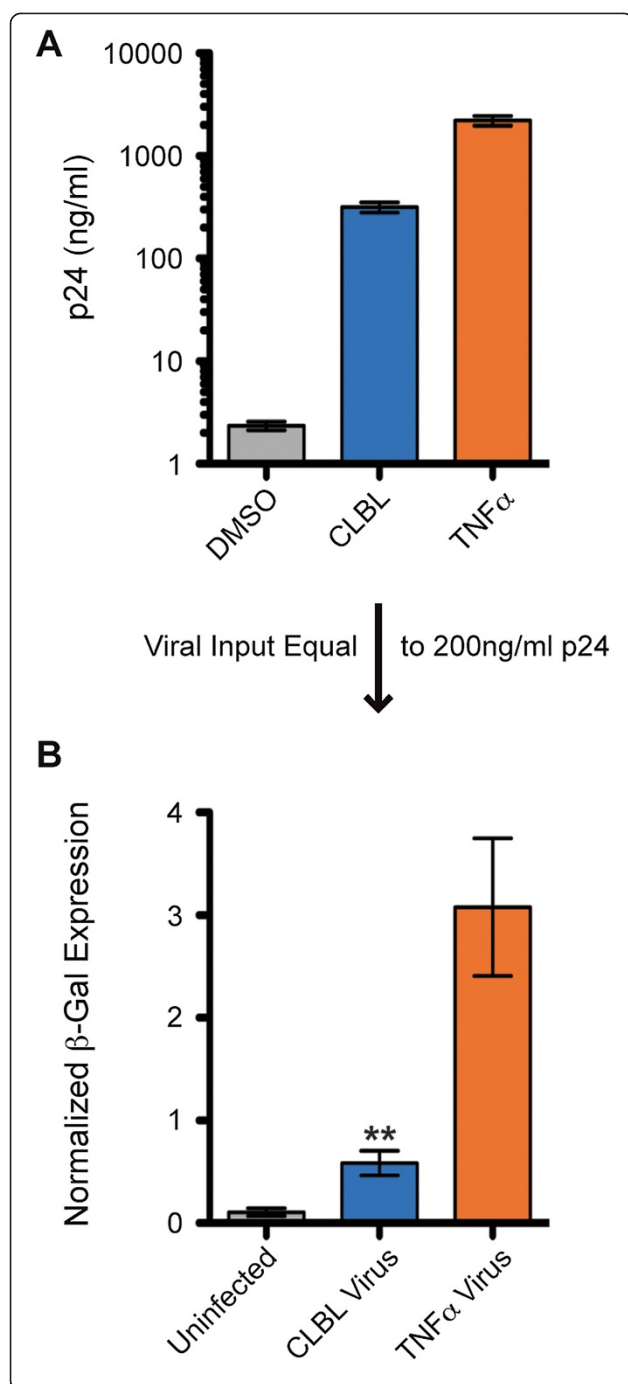 A
p24 (ng/ml)
10000
1000
100
10
1
DMSO
CLBL
TNFα
Viral Input Equal to 200ng/ml p24
B
Normalized β-Gal Expression
4
3
2
1
0
**
Uninfected
CLBL Virus
TNFα Virus